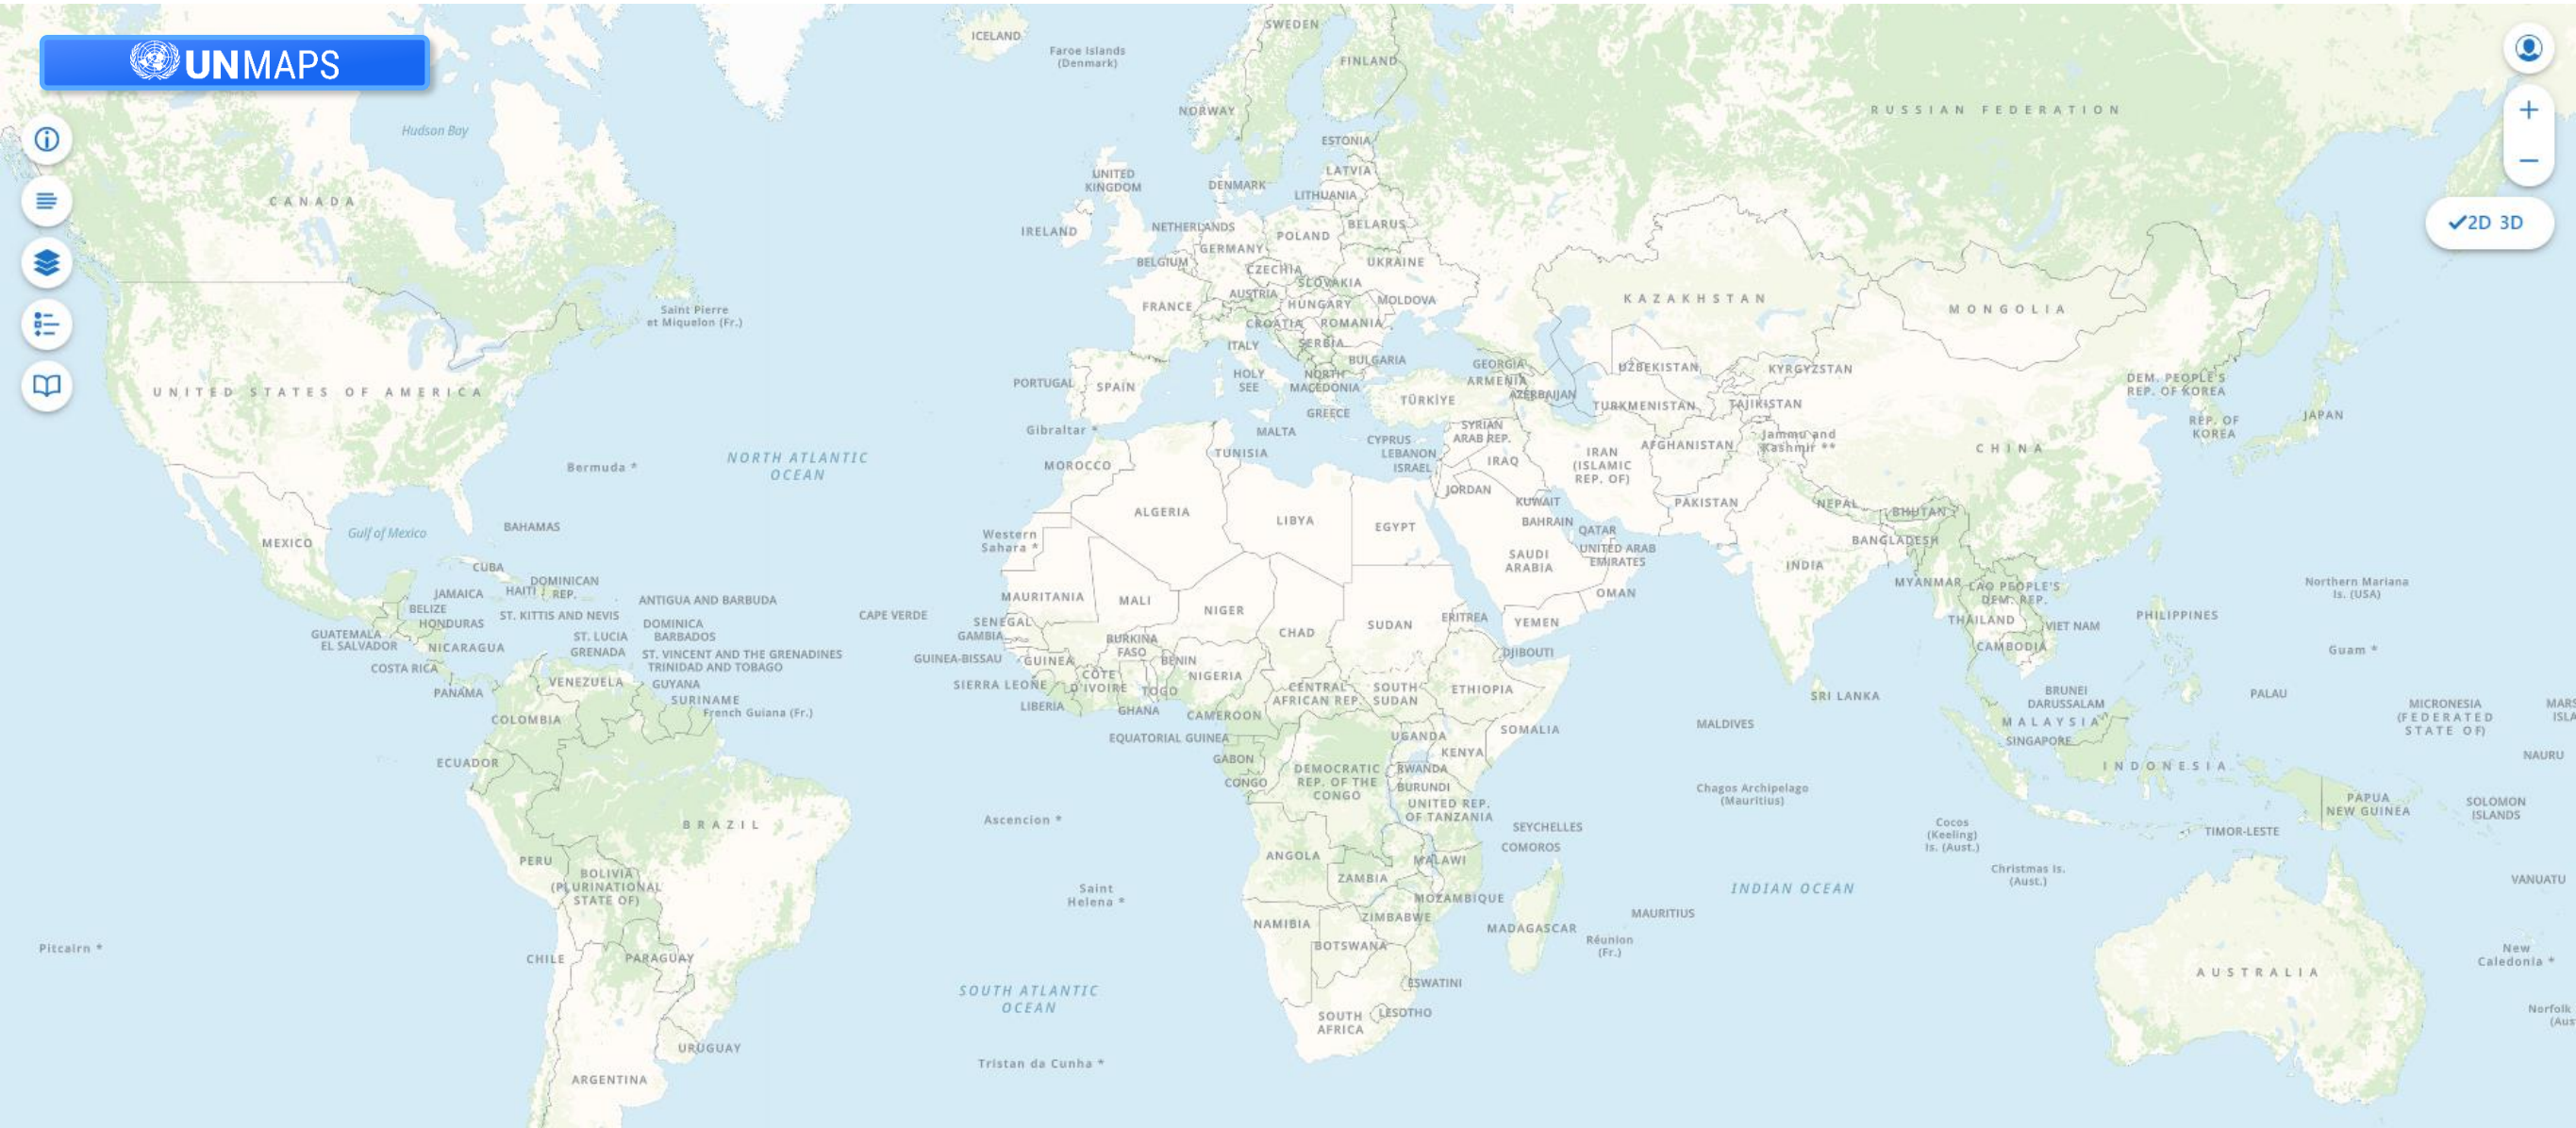 UNMAPS
SWEDEN
ICELAND
Faroe Islands
(Denmark)
FINLAND
NORWAY
RUSSIAN FEDERATION
Hudson Bay
ESTONIA
LATVIA
UNITED
KINGDOM
DENMARK
LITHUANIA
CANADA
IRELAND
NETHERLANDS
BELARUS
POLAND
2D 3D
GERMANY
BELGIUM
UKRAINE
CZECHIA
SLOVAKIA
AUSTRIA
HUNGARY
MOLDOVA
FRANCE
KAZAKHSTAN
MONGOLIA
Saint Pierre
et Miquelon (Fr.)
CROATIA
ROMANIA
ITALY
SERBIA
BULGARIA
GEORGIA
UZBEKISTAN
KYRGYZSTAN
HOLY
SEE
NORTH
MACEDONIA
ARMENIA
DEM. PEOPLE'S
REP. OF KOREA
PORTUGAL
SPAIN
UNITED STATES OF AMERICA
AZERBAIJAN
TÜRKİYE
TURKMENISTAN
TAJIKISTAN
GREECE
JAPAN
REP. OF
KOREA
Gibraltar *
MALTA
SYRIAN
ARAB REP.
CYPRUS
LEBANON
ISRAEL
AFGHANISTAN
Jammu and
Kashmir **
CHINA
TUNISIA
IRAN
(ISLAMIC
REP. OF)
NORTH ATLANTIC
OCEAN
Bermuda *
MOROCCO
IRAQ
JORDAN
KUWAIT
PAKISTAN
NEPAL
BHUTAN
ALGERIA
LIBYA
EGYPT
BAHRAIN
QATAR
BAHAMAS
Gulf of Mexico
MEXICO
Western
Sahara *
SAUDI
ARABIA
UNITED ARAB
EMIRATES
BANGLADESH
INDIA
CUBA
MYANMAR
LAO PEOPLE'S
DEM. REP.
Northern Mariana
Is. (USA)
DOMINICAN
REP.
HAITI
JAMAICA
ANTIGUA AND BARBUDA
MAURITANIA
MALI
NIGER
OMAN
BELIZE
ST. KITTS AND NEVIS
CAPE VERDE
HONDURAS
DOMINICA
SENEGAL
ERITREA
YEMEN
SUDAN
THAILAND
VIET NAM
PHILIPPINES
GUATEMALA
ST. LUCIA
BARBADOS
GAMBIA
BURKINA
FASO
CHAD
EL SALVADOR
NICARAGUA
GRENADA
ST. VINCENT AND THE GRENADINES
GUINEA-BISSAU
GUINEA
BENIN
DJIBOUTI
CAMBODIA
Guam *
COSTA RICA
TRINIDAD AND TOBAGO
VENEZUELA
GUYANA
SIERRA LEONE
CÔTE
D'IVOIRE
TOGO
NIGERIA
CENTRAL
AFRICAN REP.
SOUTH
SUDAN
ETHIOPIA
SRI LANKA
BRUNEI
DARUSSALAM
PALAU
PANAMA
SURINAME
LIBERIA
GHANA
CAMEROON
MICRONESIA
(FEDERATED
STATE OF)
MARS
ISLA
COLOMBIA
French Guiana (Fr.)
MALDIVES
MALAYSIA
SOMALIA
EQUATORIAL GUINEA
UGANDA
SINGAPORE
KENYA
NAURU
ECUADOR
GABON
DEMOCRATIC
REP. OF THE
CONGO
RWANDA
INDONESIA
CONGO
BURUNDI
Chagos Archipelago
(Mauritius)
PAPUA
NEW GUINEA
SOLOMON
ISLANDS
UNITED REP.
OF TANZANIA
BRAZIL
Ascencion *
SEYCHELLES
Cocos
(Keeling)
Is. (Aust.)
TIMOR-LESTE
COMOROS
PERU
ANGOLA
MALAWI
Christmas Is.
(Aust.)
BOLIVIA
(PLURINATIONAL
STATE OF)
ZAMBIA
VANUATU
Saint
Helena *
INDIAN OCEAN
MOZAMBIQUE
MAURITIUS
ZIMBABWE
NAMIBIA
MADAGASCAR
Réunion
(Fr.)
BOTSWANA
Pitcairn *
New
Caledonia *
CHILE
PARAGUAY
AUSTRALIA
ESWATINI
SOUTH ATLANTIC
OCEAN
SOUTH
AFRICA
LESOTHO
Norfolk
(Aus
URUGUAY
Tristan da Cunha *
ARGENTINA